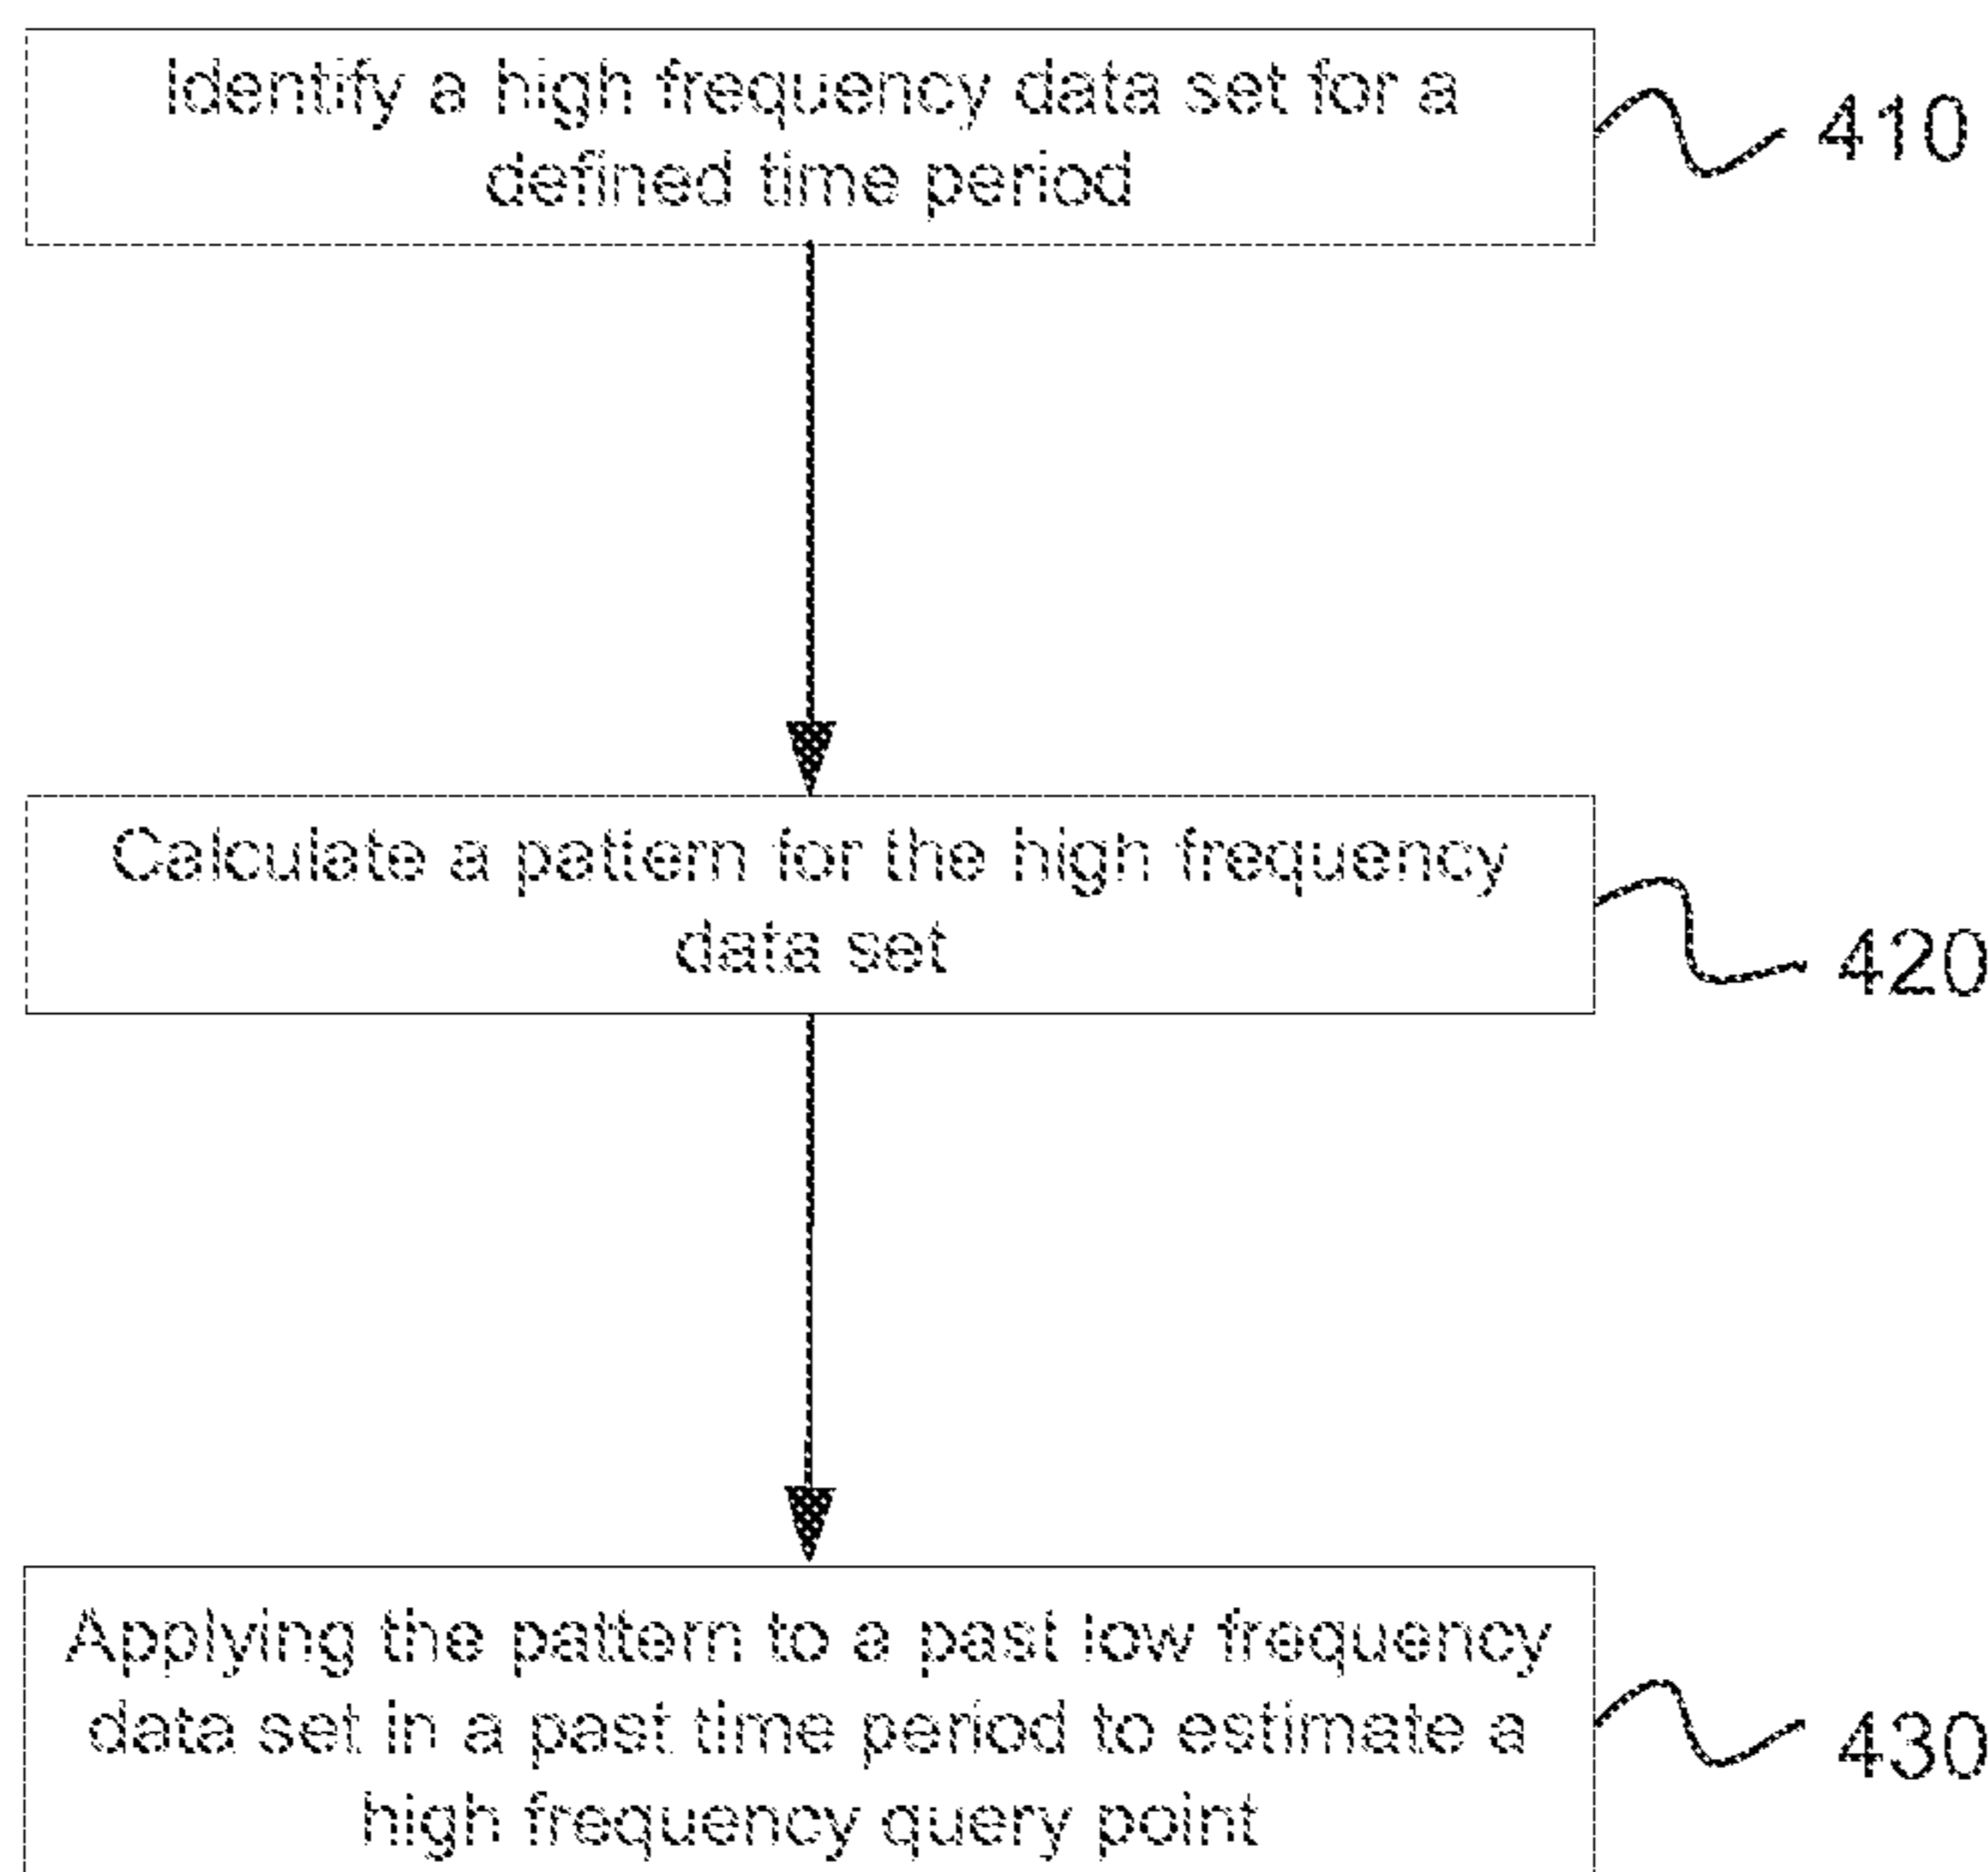 Identify a high frequency data set for a
defined time period
410
Calculate a pattern for the high frequency
data set
420
Applying the pattern to a past low frequency
data set in a past time period to estimate a
high frequency query point
430